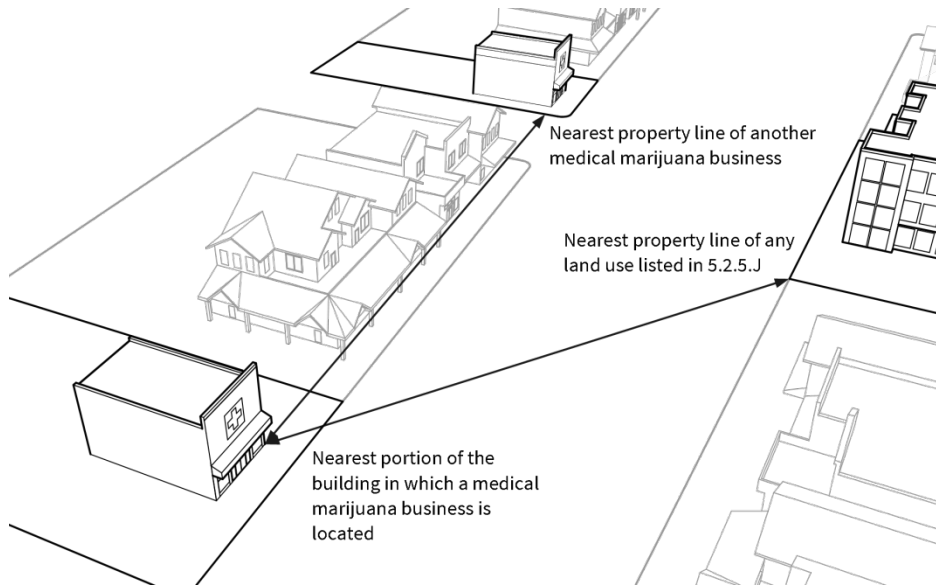 Nearest property line of another
medical marijuana business
Nearest property line of any
land use listed in 5.2.5.J
Nearest portion of the
building in which a medical
marijuana business is
located